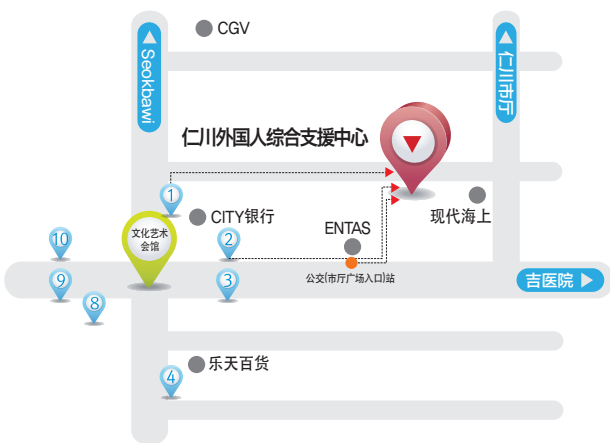 CGV
Seokbawi
仁川市厅
仁川外国人综合支援中心
1
CITY银行
现代海上
文化艺术
会馆
ENTAS
10
2
公交(市厅广场入口)站
9
3
吉医院
8
乐天百货
4